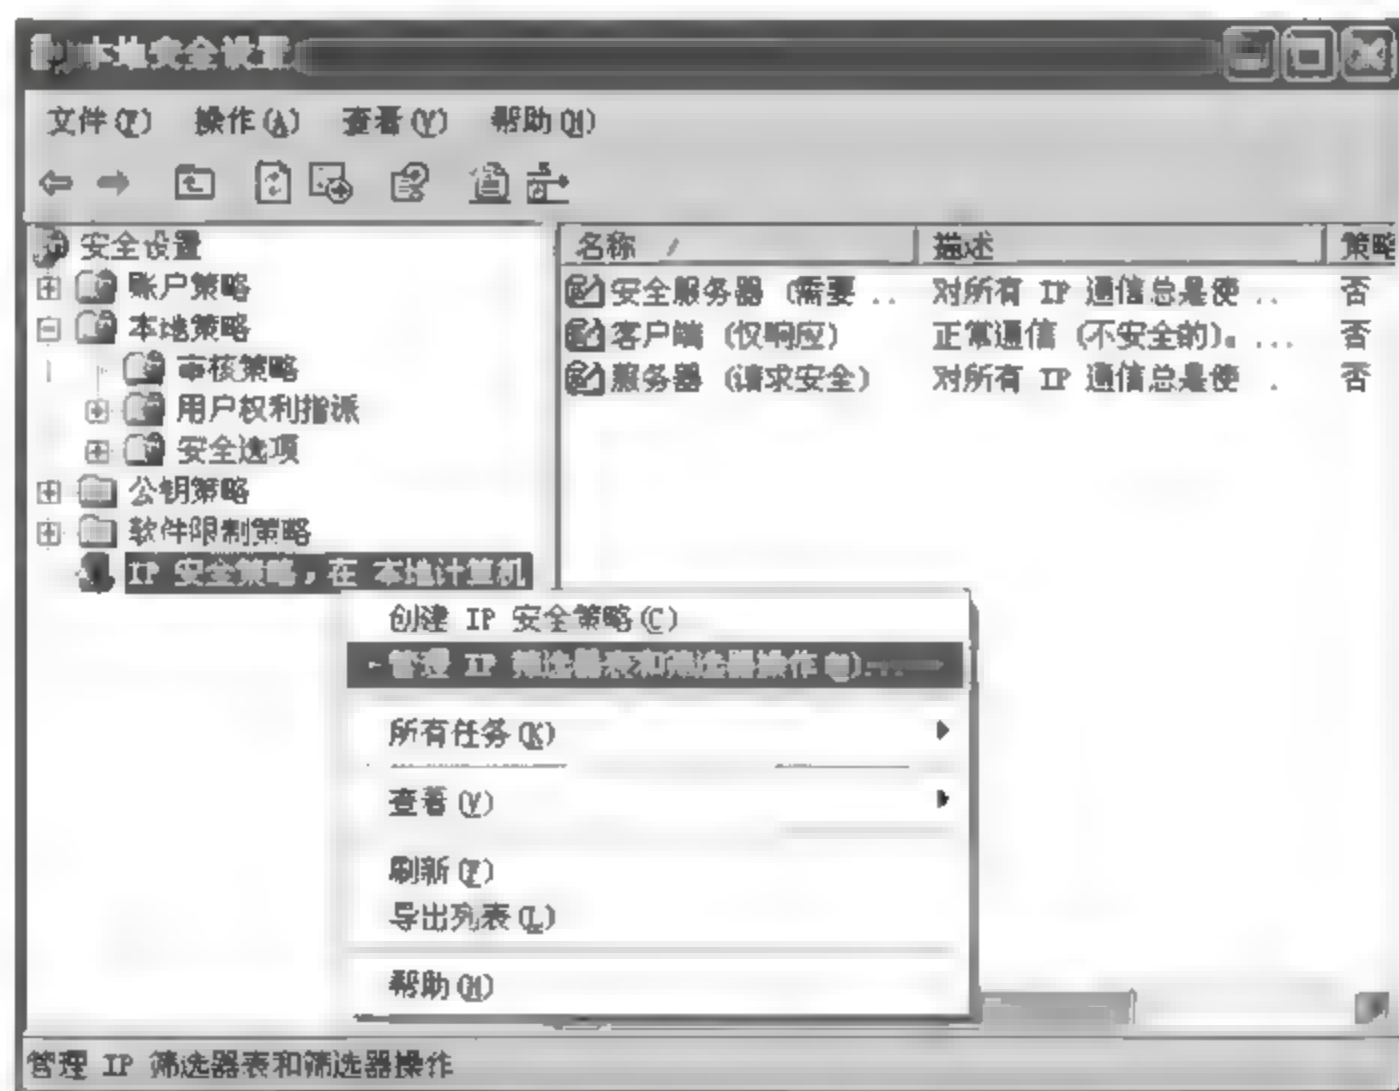 本地安全设置
文件(F) 操作(A) 查看(V) 帮助(H)
安全设置
账户策略
本地策略
审核策略
用户权利指派
安全选项
公钥策略
软件限制策略
IP 安全策略，在 本地计算机
名称 / 描述 策略
安全服务器 (需要 .. 对所有 IP 通信总是使 .. 否
客户端 (仅响应) 正常通信 (不安全的)。 ... 否
服务器 (请求安全) 对所有 IP 通信总是使 . 否
创建 IP 安全策略(C)
管理 IP 筛选器表和筛选器操作(M)...
所有任务(K)
查看(V)
刷新(F)
导出列表(L)
帮助(H)
管理 IP 筛选器表和筛选器操作